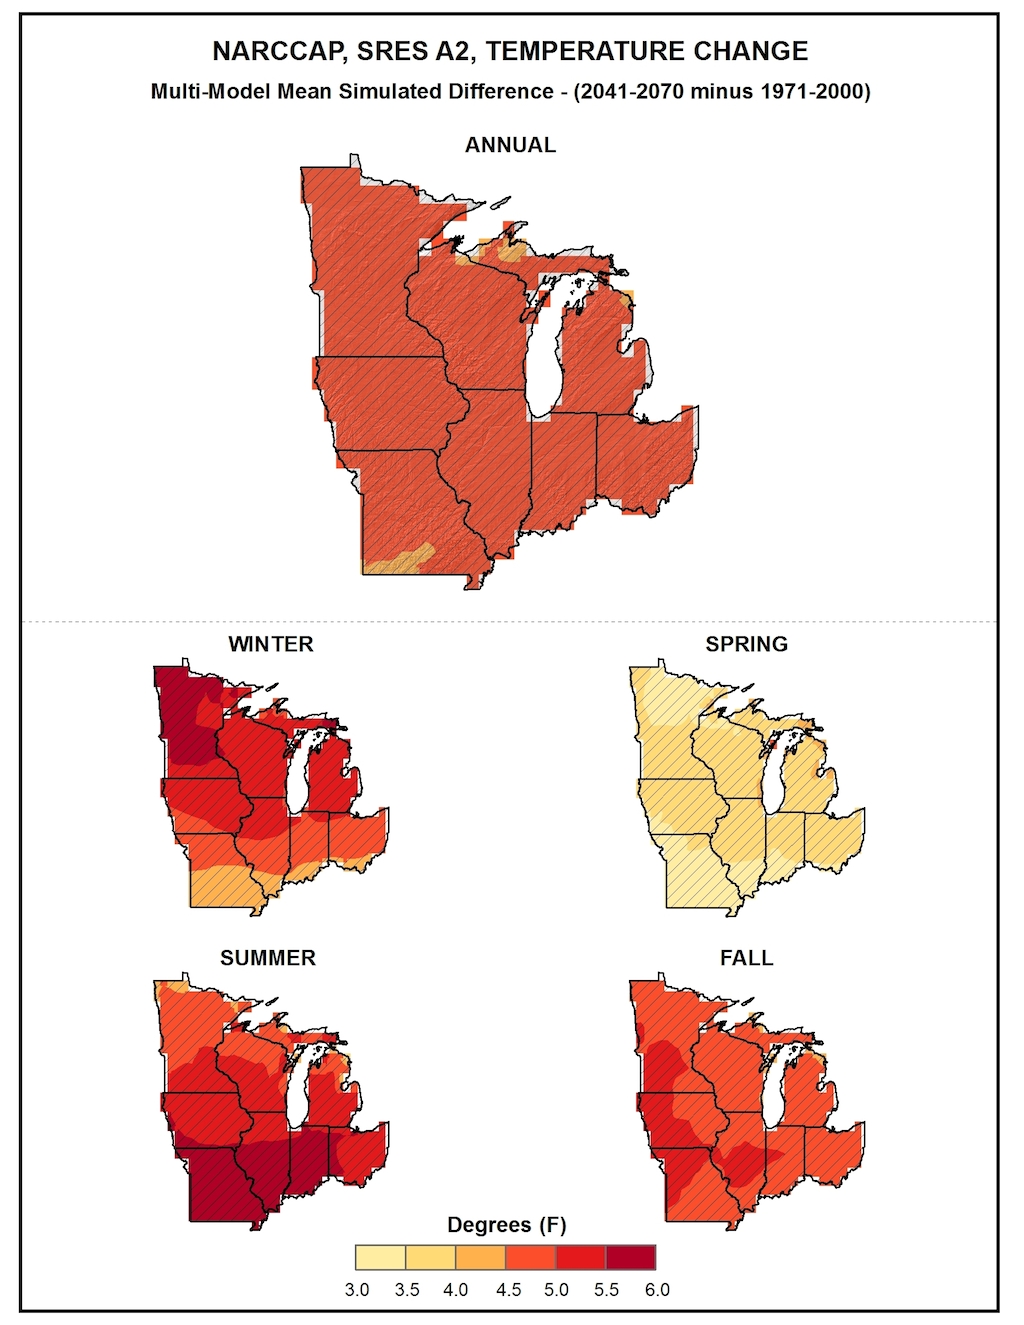 NARCCAP, SRES A2, TEMPERATURE CHANGE
Multi-Model Mean Simulated Difference - (2041-2070 minus 1971-2000)
ANNUAL
WINTER
SPRING
SUMMER
FALL
Degrees (F)
3.0 3.5 4.0 4.5 5.0 5.5 6.0